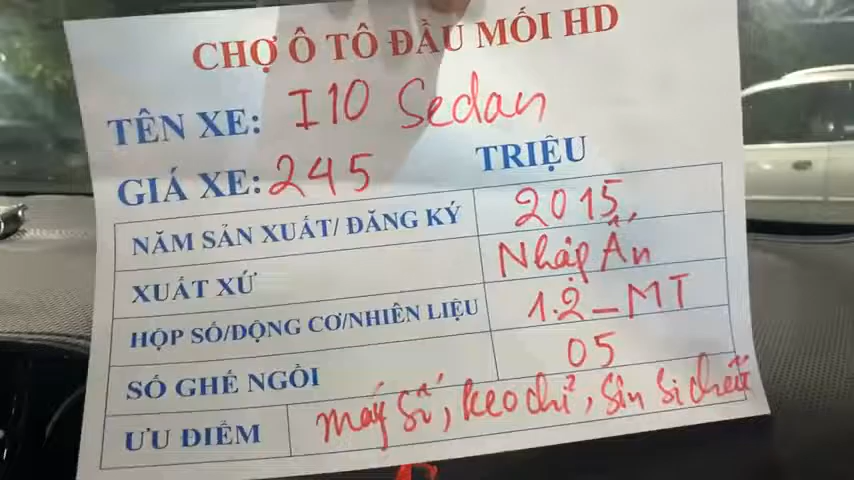 CHỢ Ô TÔ ĐẦU MỐI HD
TÊN XE: I10 Sedan
GIÁ XE: 245 TRIỆU
NĂM SẢN XUẤT/ ĐĂNG KÝ 2015
XUẤT XỨ Nhập Ấn
HỘP SỐ/ĐỘNG CƠ/NHIÊN LIỆU 1.2-MT
SỐ GHẾ NGỒI 05
ƯU ĐIỂM máy số, keo chỉ, Sơn Si